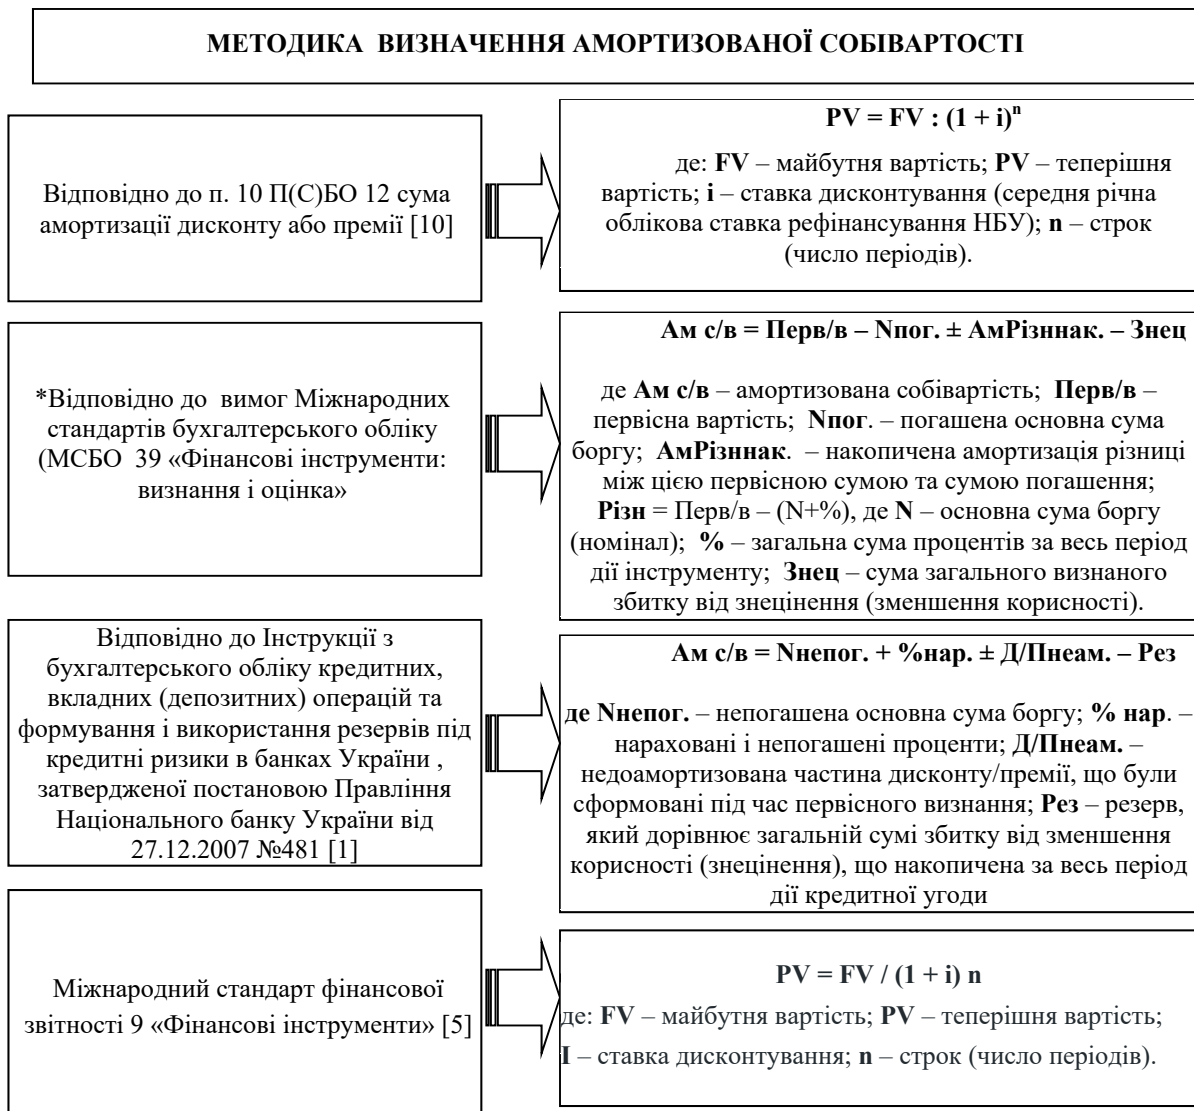 МЕТОДИКА ВИЗНАЧЕННЯ АМОРТИЗОВАНОЇ СОБІВАРТОСТІ
Відповідно до п. 10 П(С)БО 12 сума
амортизації дисконту або премії [10]
PV = FV : (1 + i)ⁿ
де: FV – майбутня вартість; PV – теперішня
вартість; i – ставка дисконтування (середня річна
облікова ставка рефінансування НБУ); n – строк
(число періодів).
*Відповідно до вимог Міжнародних
стандартів бухгалтерського обліку
(МСБО 39 «Фінансові інструменти:
визнання і оцінка»
Ам с/в = Перв/в – Nпог. ± АмРізннак. – Знец
де Ам с/в – амортизована собівартість; Перв/в –
первісна вартість; Nпог. – погашена основна сума
боргу; АмРізннак. – накопичена амортизація різниці
між цією первісною сумою та сумою погашення;
Різн = Перв/в – (N+%), де N – основна сума боргу
(номінал); % – загальна сума процентів за весь період
дії інструменту; Знец – сума загального визнаного
збитку від знецінення (зменшення корисності).
Відповідно до Інструкції з
бухгалтерського обліку кредитних,
вкладних (депозитних) операцій та
формування і використання резервів під
кредитні ризики в банках України ,
затвердженої постановою Правління
Національного банку України від
27.12.2007 №481 [1]
Ам с/в = Nнепог. + %нар. ± Д/Пнеам. – Рез
де Nнепог. – непогашена основна сума боргу; % нар. –
нараховані і непогашені проценти; Д/Пнеам. –
недоамортизована частина дисконту/премії, що були
сформовані під час первісного визнання; Рез – резерв,
який дорівнює загальній сумі збитку від зменшення
корисності (знецінення), що накопичена за весь період
дії кредитної угоди
Міжнародний стандарт фінансової
звітності 9 «Фінансові інструменти» [5]
PV = FV / (1 + i) n
де: FV – майбутня вартість; PV – теперішня вартість;
I – ставка дисконтування; n – строк (число періодів).